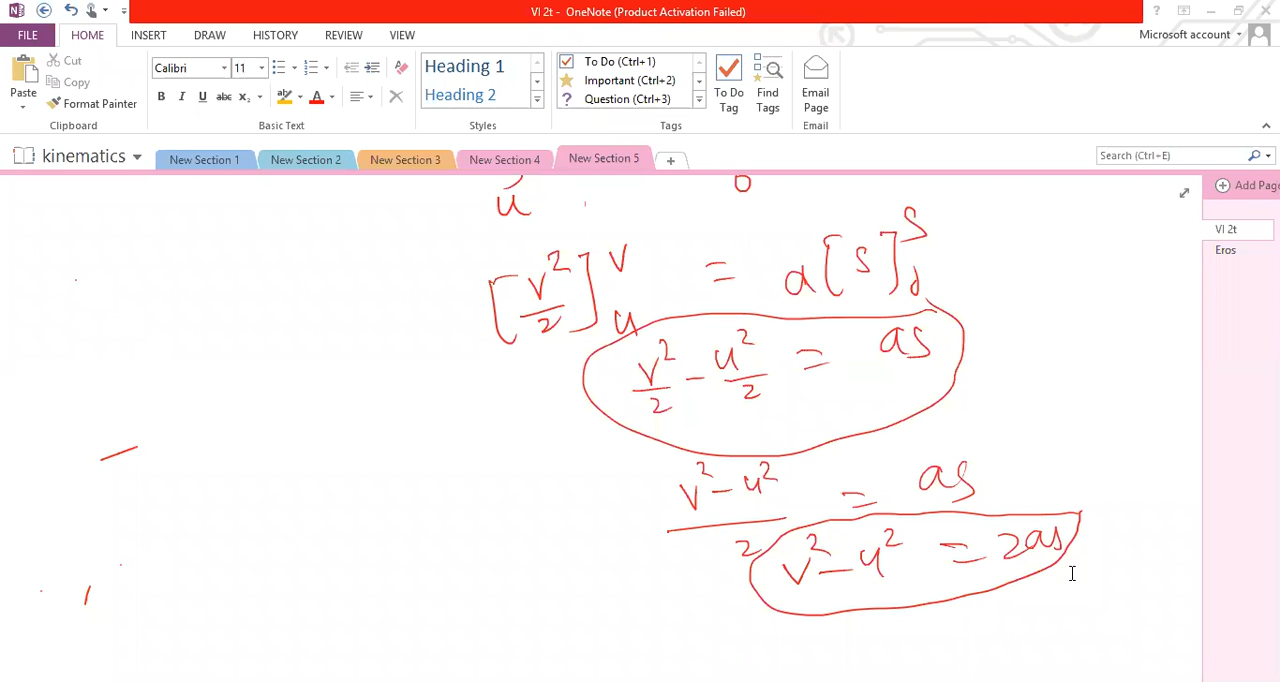 VI 2t - OneNote (Product Activation Failed)
FILE HOME INSERT DRAW HISTORY REVIEW VIEW Microsoft account
Paste Cut Copy Format Painter
Calibri 11
B I U abc X₂ A
Heading 1
Heading 2
To Do (Ctrl+1)
Important (Ctrl+2)
Question (Ctrl+3)
To Do Tag
Find Tags
Email Page
Clipboard Basic Text Styles Tags Email
kinematics New Section 1 New Section 2 New Section 3 New Section 4 New Section 5 Search (Ctrl+E)
Add Page
VI 2t
Eros
u 0
[v²/2]ᵥᵤ = a[s]ˢ₀
v²/2 - u²/2 = as
v² - u² / 2 = as
v² - u² = 2as